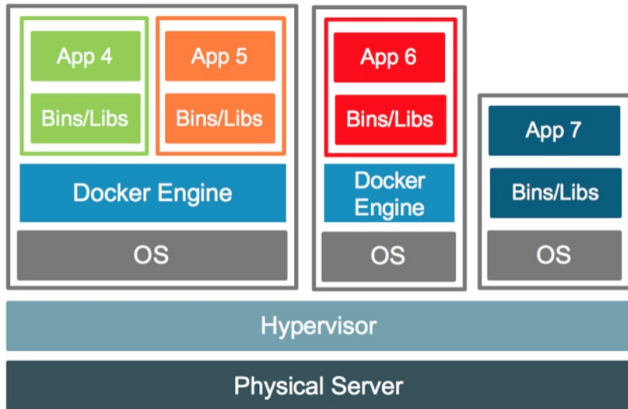 App 4
App 5
App 6
Bins/Libs
Bins/Libs
Bins/Libs
App 7
Docker Engine
Docker
Engine
Bins/Libs
OS
OS
OS
Hypervisor
Physical Server